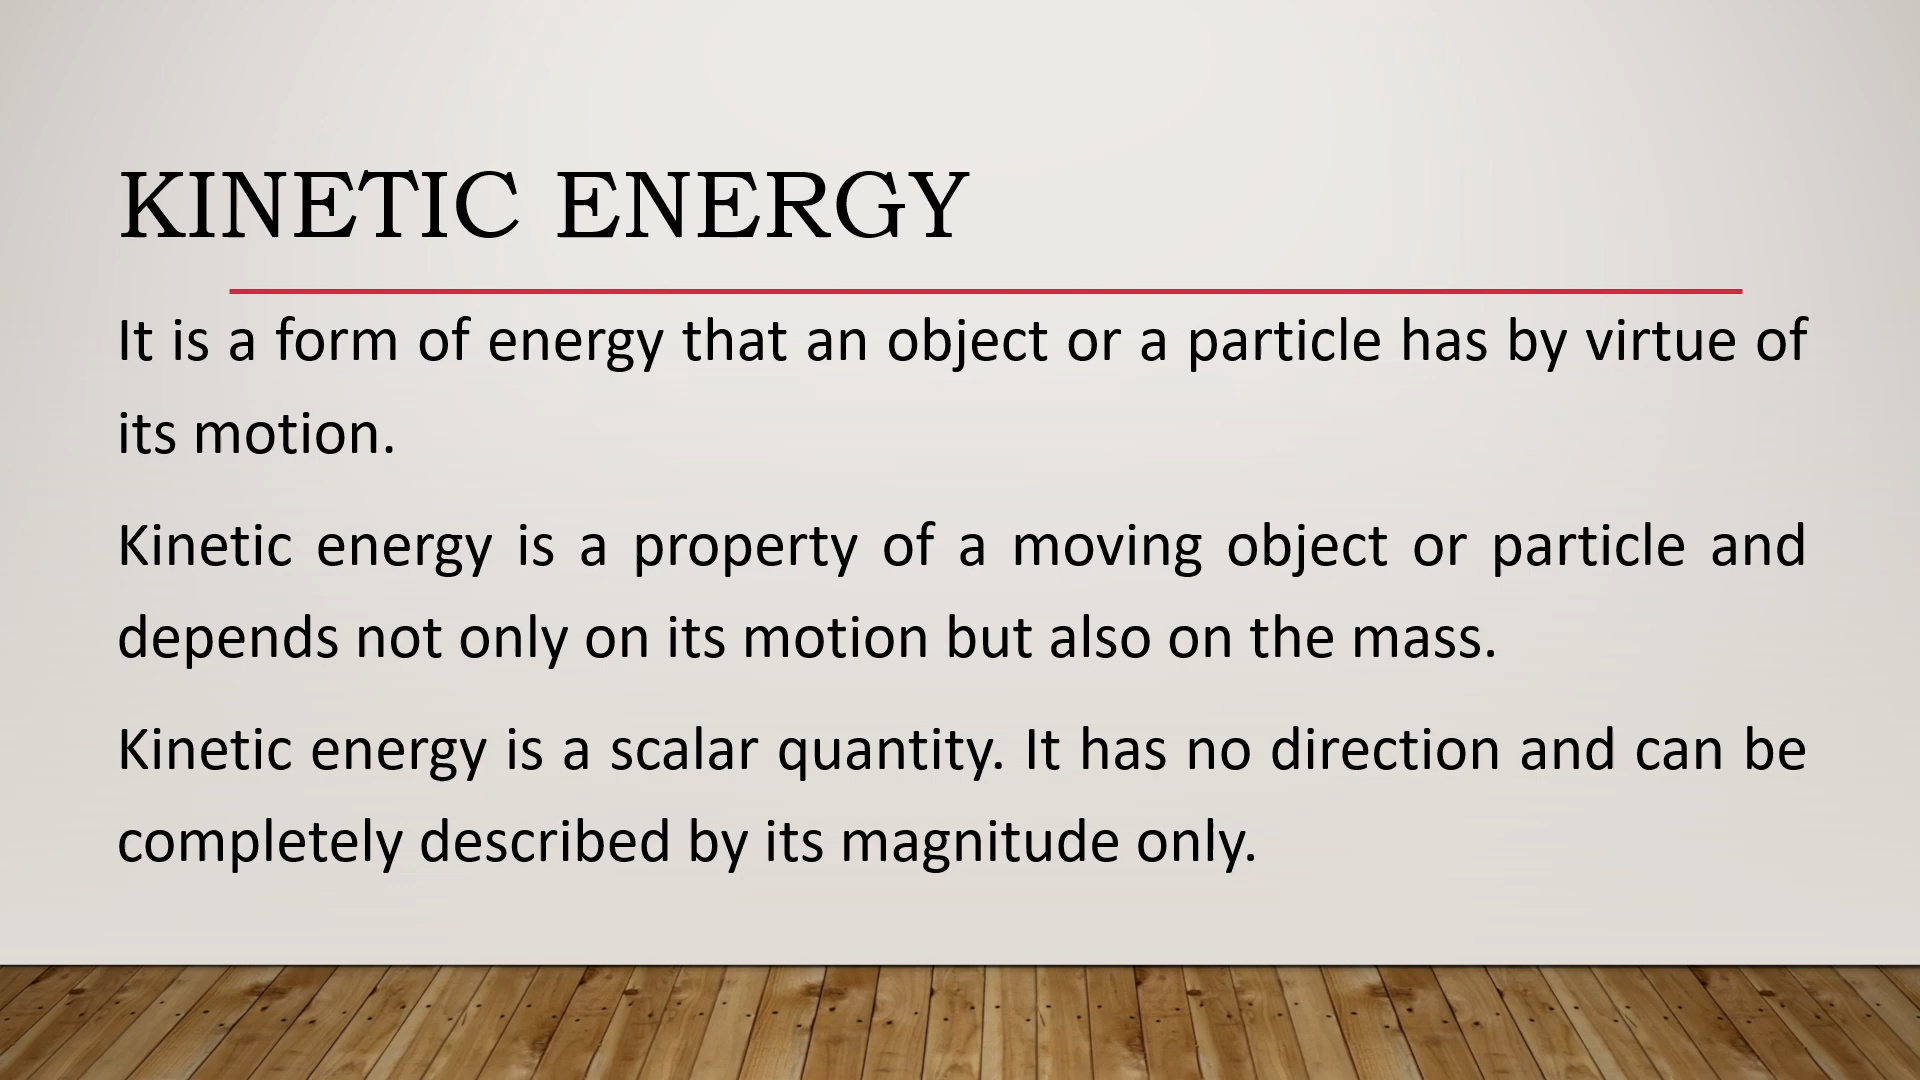 KINETIC ENERGY
It is a form of energy that an object or a particle has by virtue of
its motion.
Kinetic energy is a property of a moving object or particle and
depends not only on its motion but also on the mass.
Kinetic energy is a scalar quantity. It has no direction and can be
completely described by its magnitude only.